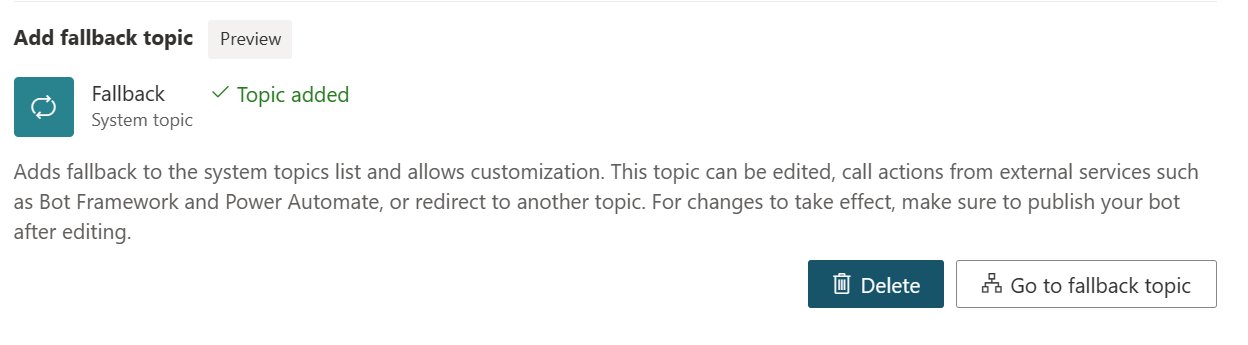 Add fallback topic Preview
Fallback Topic added
System topic
Adds fallback to the system topics list and allows customization. This topic can be edited, call actions from external services such
as Bot Framework and Power Automate, or redirect to another topic. For changes to take effect, make sure to publish your bot
after editing.
Delete Go to fallback topic